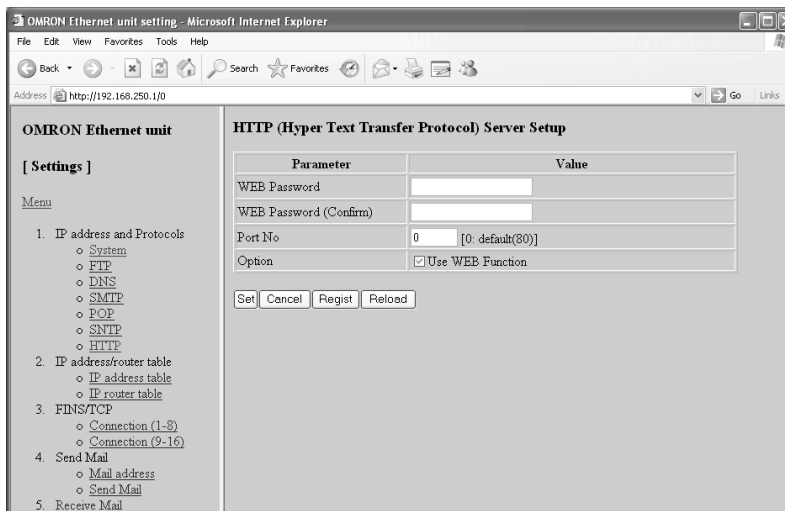 OMRON Ethernet unit setting - Microsoft Internet Explorer
File Edit View Favorites Tools Help
Back Search Favorites
Address http://192.168.250.1/0 Go Links
OMRON Ethernet unit
[ Settings ]
Menu
1. IP address and Protocols
System
FTP
DNS
SMTP
POP
SNTP
HTTP
2. IP address/router table
IP address table
IP router table
3. FINS/TCP
Connection (1-8)
Connection (9-16)
4. Send Mail
Mail address
Send Mail
5. Receive Mail
HTTP (Hyper Text Transfer Protocol) Server Setup
Parameter Value
WEB Password
WEB Password (Confirm)
Port No 0 [0: default(80)]
Option Use WEB Function
Set Cancel Regist Reload